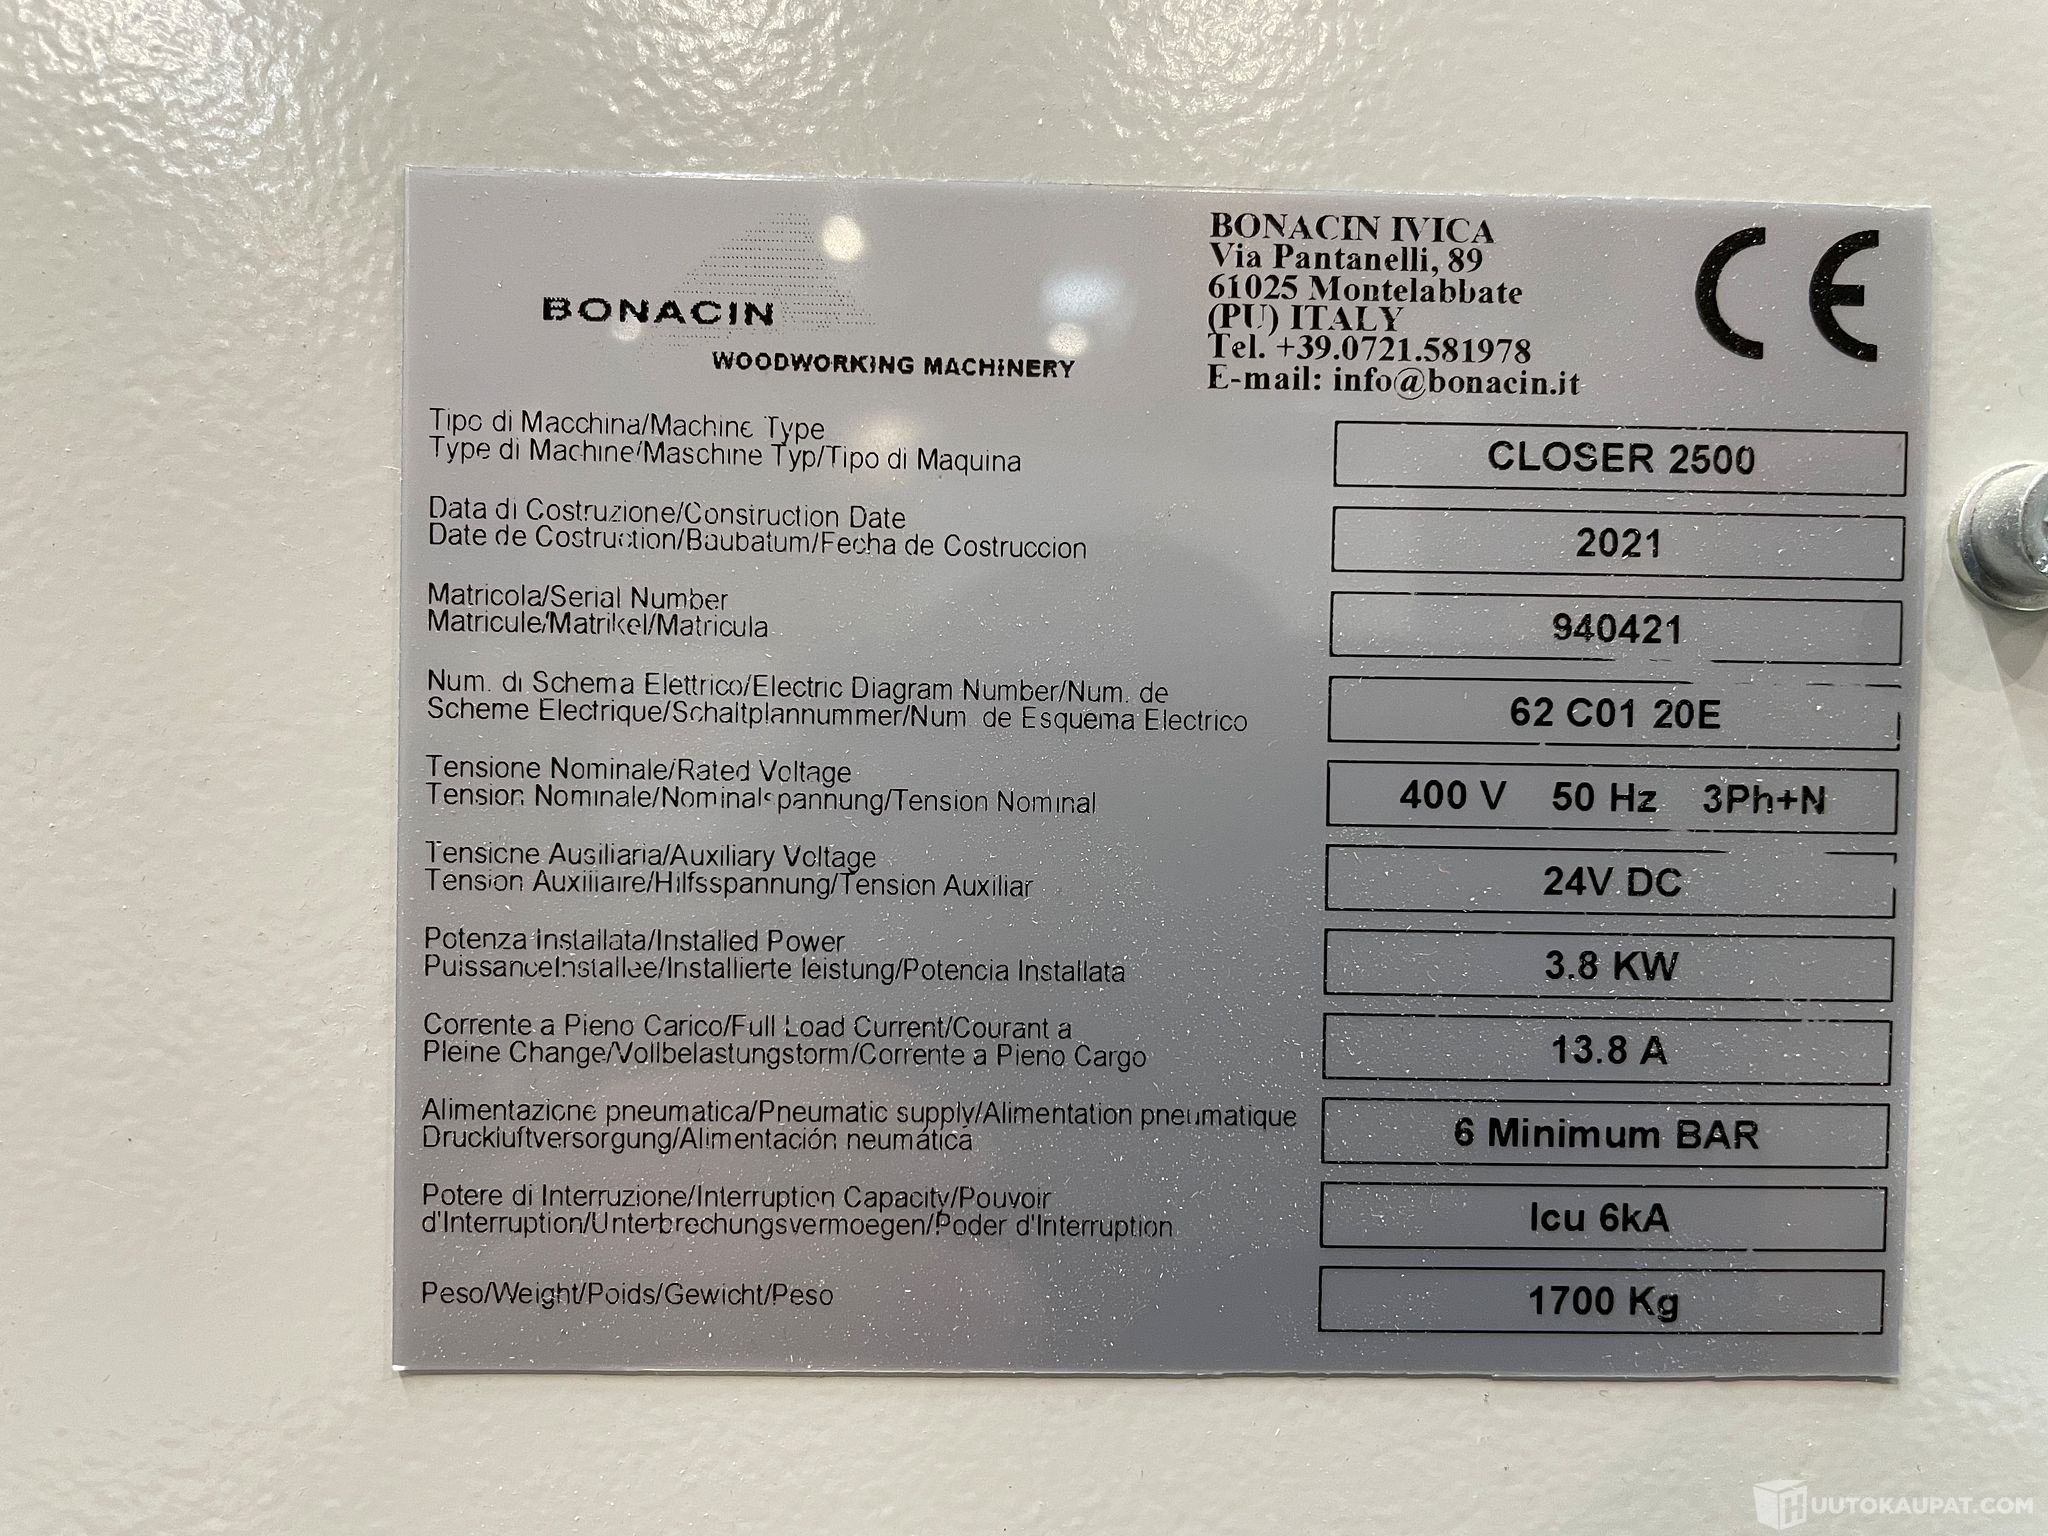 BONACIN
WOODWORKING MACHINERY
BONACIN IVICA
Via Pantanelli, 89
61025 Montelabbate
(PU) ITALY
Tel. +39.0721.581978
E-mail: info@bonacin.it
CE
Tipo di Macchina/Machine Type
Type di Machine/Maschine Typ/Tipo di Maquina
CLOSER 2500
Data di Costruzione/Construction Date
Date de Costruction/Baubatum/Fecha de Costruccion
2021
Matricola/Serial Number
Matricule/Matrikel/Matricula
940421
Num. di Schema Elettrico/Electric Diagram Number/Num. de
Scheme Electrique/Schaltplannummer/Num. de Esquema Electrico
62 C01 20E
Tensione Nominale/Rated Voltage
Tension Nominale/Nominalspannung/Tension Nominal
400 V 50 Hz 3Ph+N
Tensione Ausiliaria/Auxiliary Voltage
Tension Auxiliaire/Hilfsspannung/Tension Auxiliar
24V DC
Potenza Installata/Installed Power
PuissanceInstallee/Installierte leistung/Potencia Installata
3.8 KW
Corrente a Pieno Carico/Full Load Current/Courant a
Pleine Change/Vollbelastungstorm/Corrente a Pieno Cargo
13.8 A
Alimentazione pneumatica/Pneumatic supply/Alimentation pneumatique
Druckluftversorgung/Alimentación neumática
6 Minimum BAR
Potere di Interruzione/Interruption Capacity/Pouvoir
d'Interruption/Unterbrechungsvermoegen/Poder d'Interruption
Icu 6kA
Peso/Weight/Poids/Gewicht/Peso
1700 Kg
HUUTOKAUPAT.COM